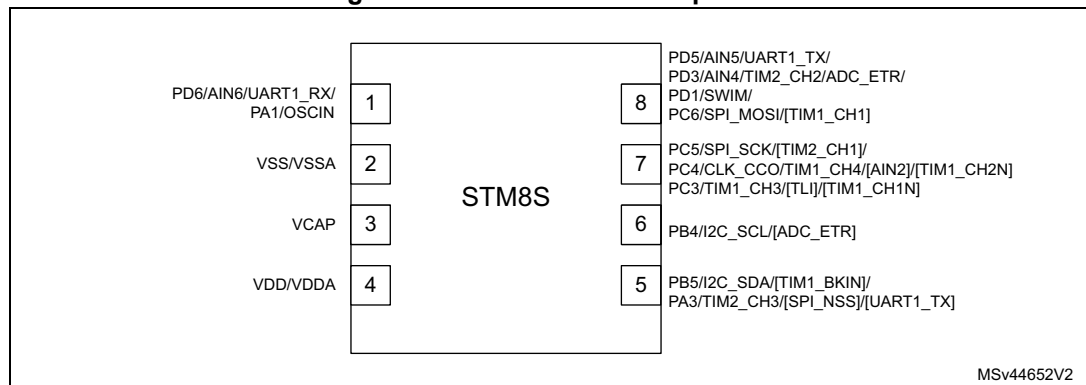 PD6/AIN6/UART1_RX/
PA1/OSCIN
1
VSS/VSSA
2
VCAP
3
VDD/VDDA
4
STM8S
8
PD5/AIN5/UART1_TX/
PD3/AIN4/TIM2_CH2/ADC_ETR/
PD1/SWIM/
PC6/SPI_MOSI/[TIM1_CH1]
7
PC5/SPI_SCK/[TIM2_CH1]/
PC4/CLK_CCO/TIM1_CH4/[AIN2]/[TIM1_CH2N]
PC3/TIM1_CH3/[TLI]/[TIM1_CH1N]
6
PB4/I2C_SCL/[ADC_ETR]
5
PB5/I2C_SDA/[TIM1_BKIN]/
PA3/TIM2_CH3/[SPI_NSS]/[UART1_TX]
MSv44652V2